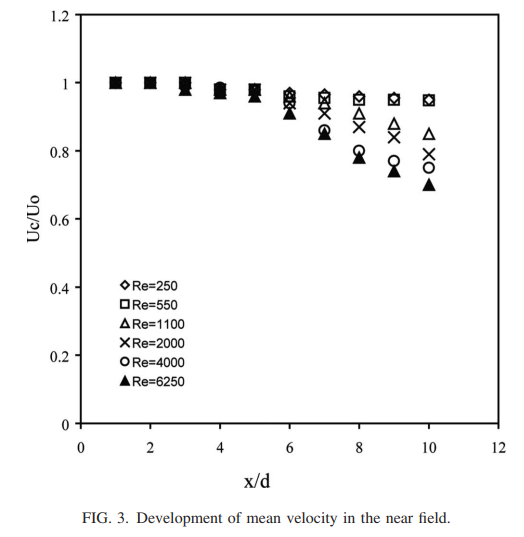 1.2
1
0.8
0.6
0.4
0.2
0
Uc/Uo
Re=250
Re=550
Re=1100
Re=2000
Re=4000
Re=6250
0 2 4 6 8 10 12
x/d
FIG. 3. Development of mean velocity in the near field.